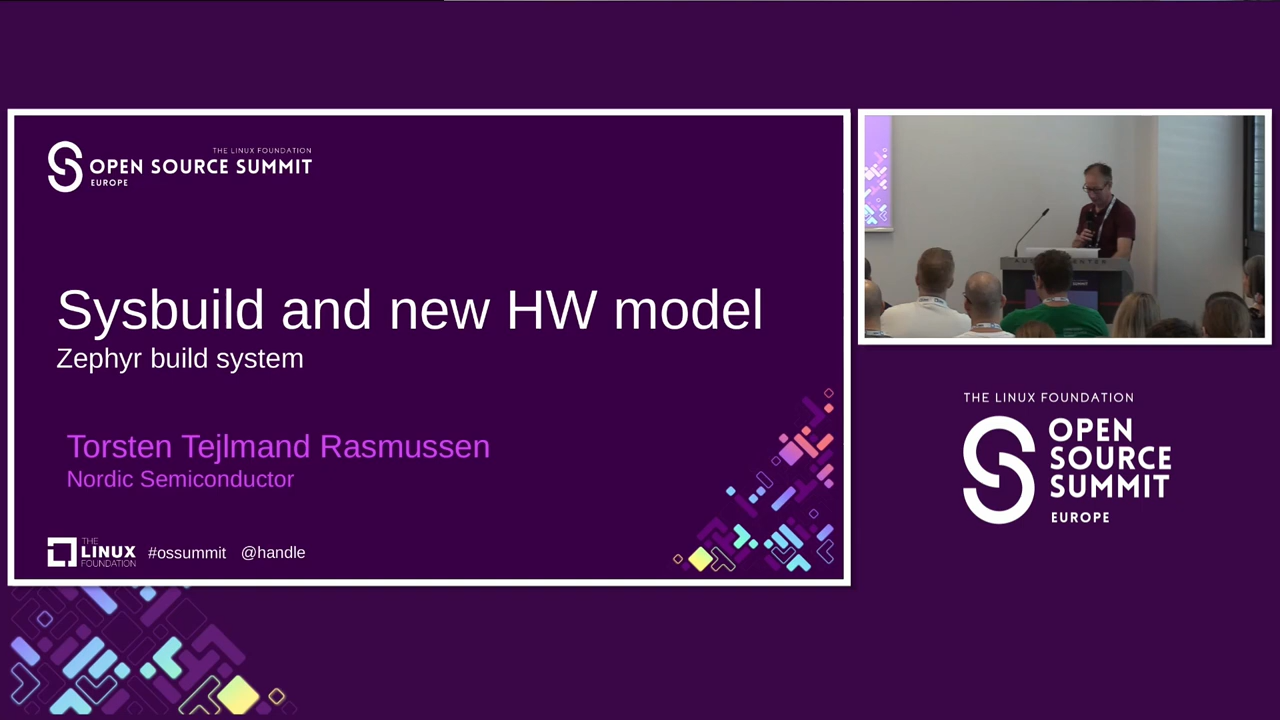 THE LINUX FOUNDATION
OPEN SOURCE SUMMIT
EUROPE
Sysbuild and new HW model
Zephyr build system
Torsten Tejlmand Rasmussen
Nordic Semiconductor
THE
LINUX
FOUNDATION
#ossummit @handle
THE LINUX FOUNDATION
OPEN
SOURCE
SUMMIT
EUROPE